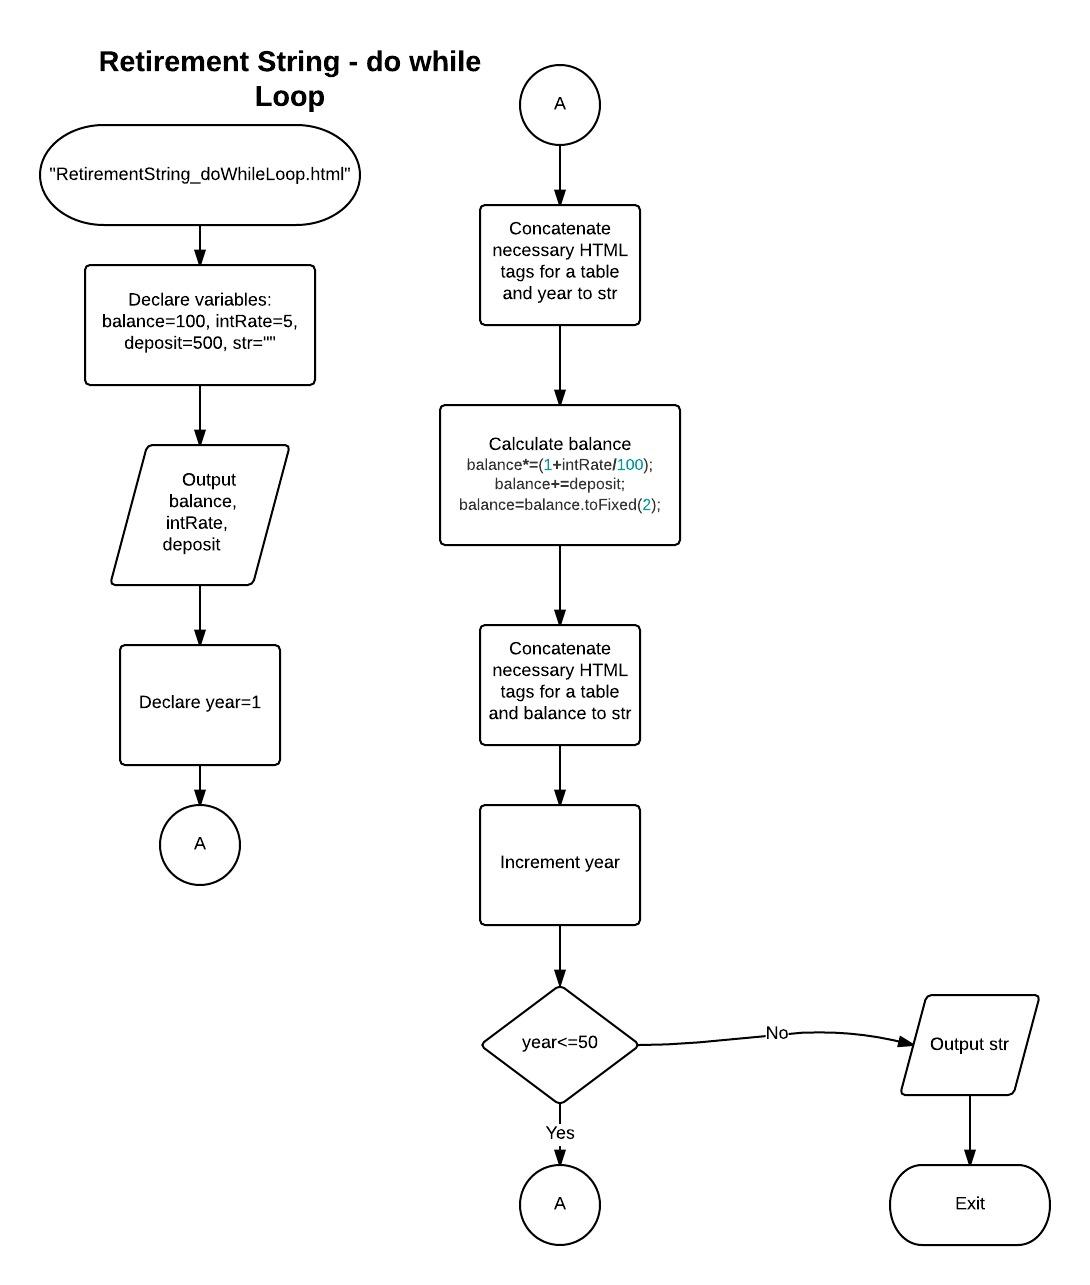 Retirement String - do while
Loop
"RetirementString_doWhileLoop.html"
Declare variables:
balance=100, intRate=5,
deposit=500, str=""
Output
balance,
intRate,
deposit
Declare year=1
A
A
Concatenate
necessary HTML
tags for a table
and year to str
Calculate balance
balance*=(1+intRate/100);
balance+=deposit;
balance=balance.toFixed(2);
Concatenate
necessary HTML
tags for a table
and balance to str
Increment year
year<=50
No
Output str
Yes
A
Exit